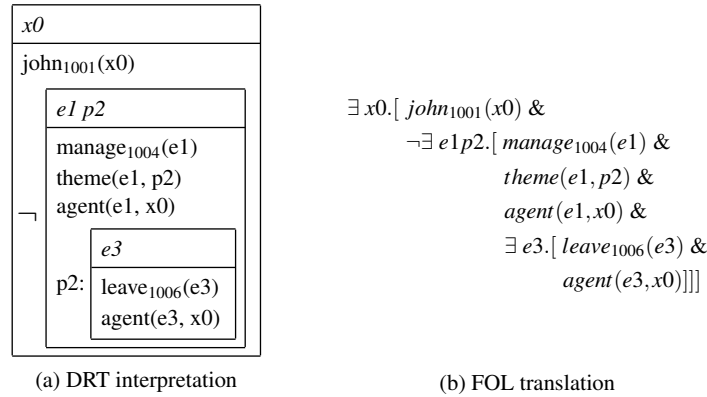 x0
john1001(x0)
¬
e1 p2
manage1004(e1)
theme(e1, p2)
agent(e1, x0)
p2:
e3
leave1006(e3)
agent(e3, x0)
(a) DRT interpretation
∃ x0.[ john1001(x0) &
¬∃ e1p2.[ manage1004(e1) &
theme(e1, p2) &
agent(e1, x0) &
∃ e3.[ leave1006(e3) &
agent(e3, x0)]]]
(b) FOL translation